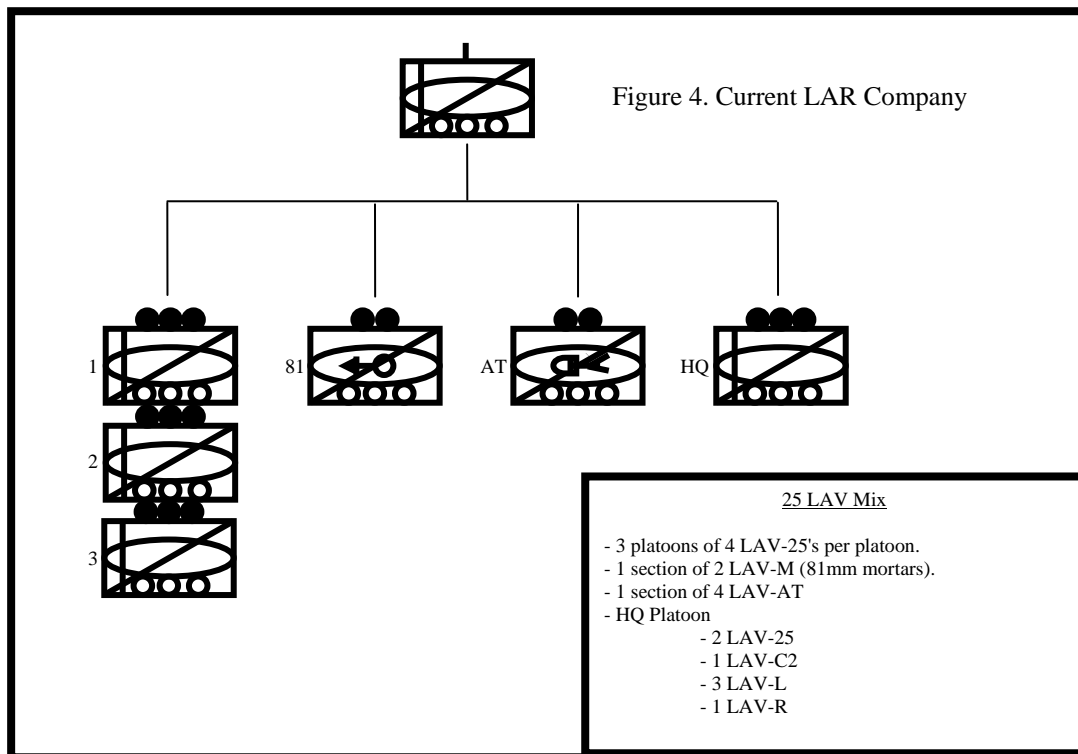 Figure 4. Current LAR Company
1
81
AT
HQ
2
3
25 LAV Mix
- 3 platoons of 4 LAV-25's per platoon.
- 1 section of 2 LAV-M (81mm mortars).
- 1 section of 4 LAV-AT
- HQ Platoon
- 2 LAV-25
- 1 LAV-C2
- 3 LAV-L
- 1 LAV-R